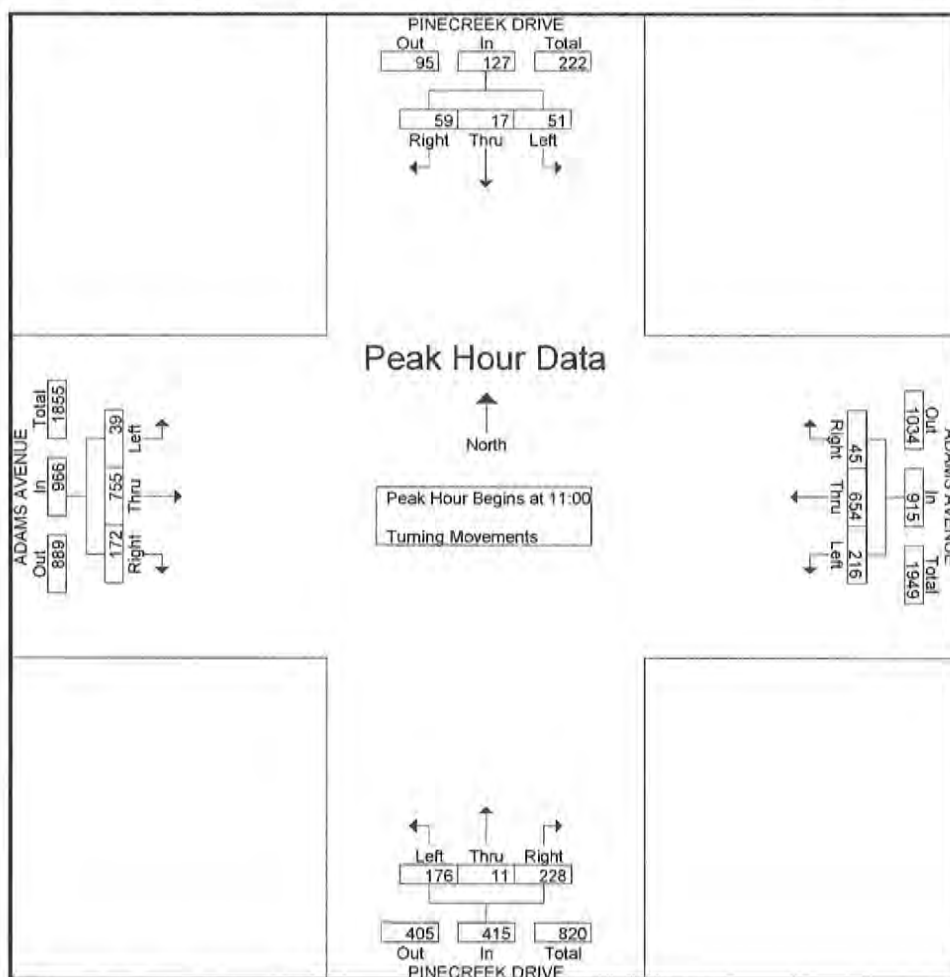 PINECREEK DRIVE
Out In Total
95 127 222
59 17 51
Right Thru Left
Peak Hour Data
North
Peak Hour Begins at 11:00
Turning Movements
ADAMS AVENUE
Out In Total
889 966 1855
Right Thru Left
172 755 39
ADAMS AVENUE
Out In Total
1034 915 1949
Right Thru Left
45 654 216
Left Thru Right
176 11 228
405 415 820
Out In Total
PINECREEK DRIVE